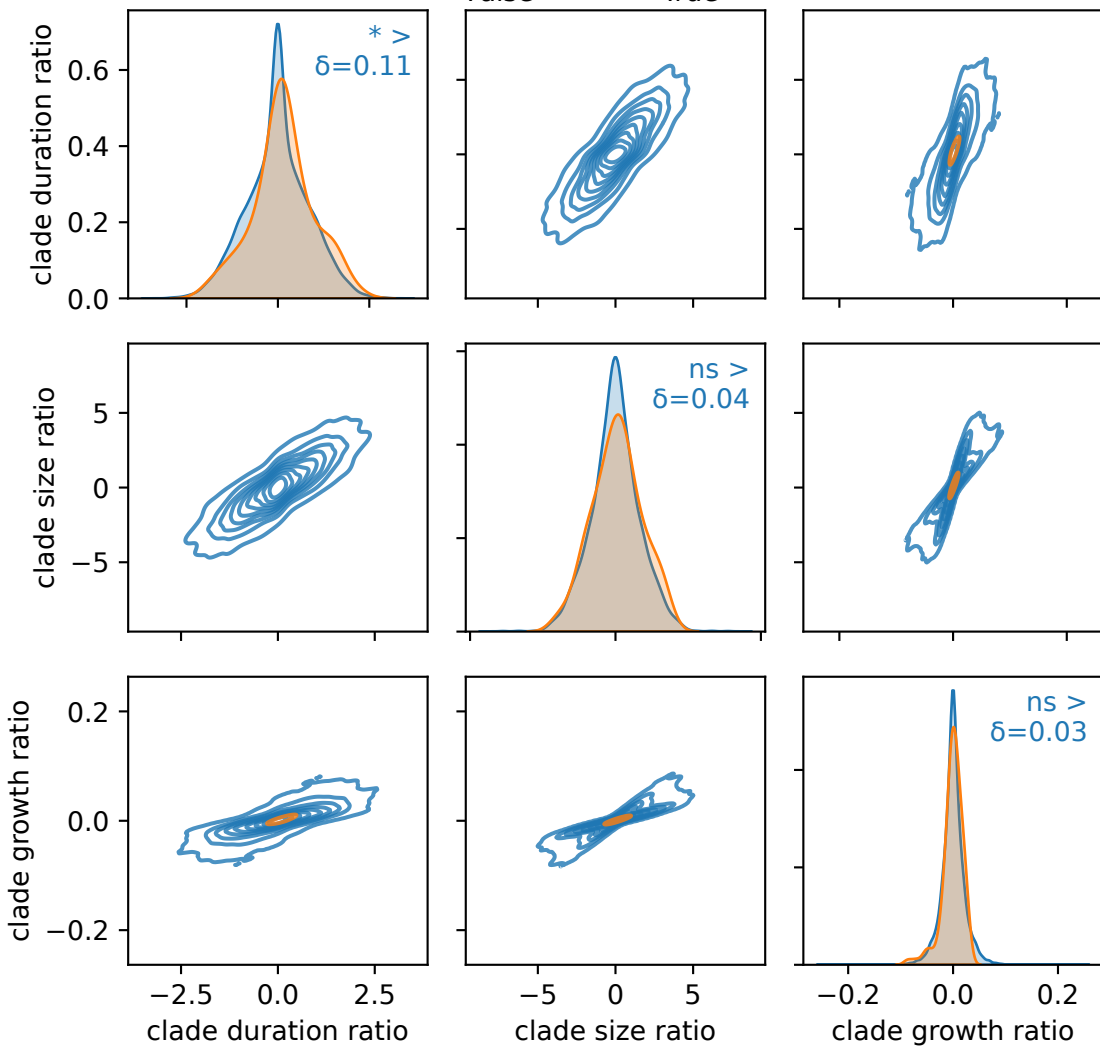 * >
δ=0.11
clade duration ratio
0.6
0.4
0.2
0.0
ns >
δ=0.04
clade size ratio
5
0
−5
ns >
δ=0.03
clade growth ratio
0.2
0.0
−0.2
−2.5 0.0 2.5
−5 0 5
−0.2 0.0 0.2
clade duration ratio
clade size ratio
clade growth ratio